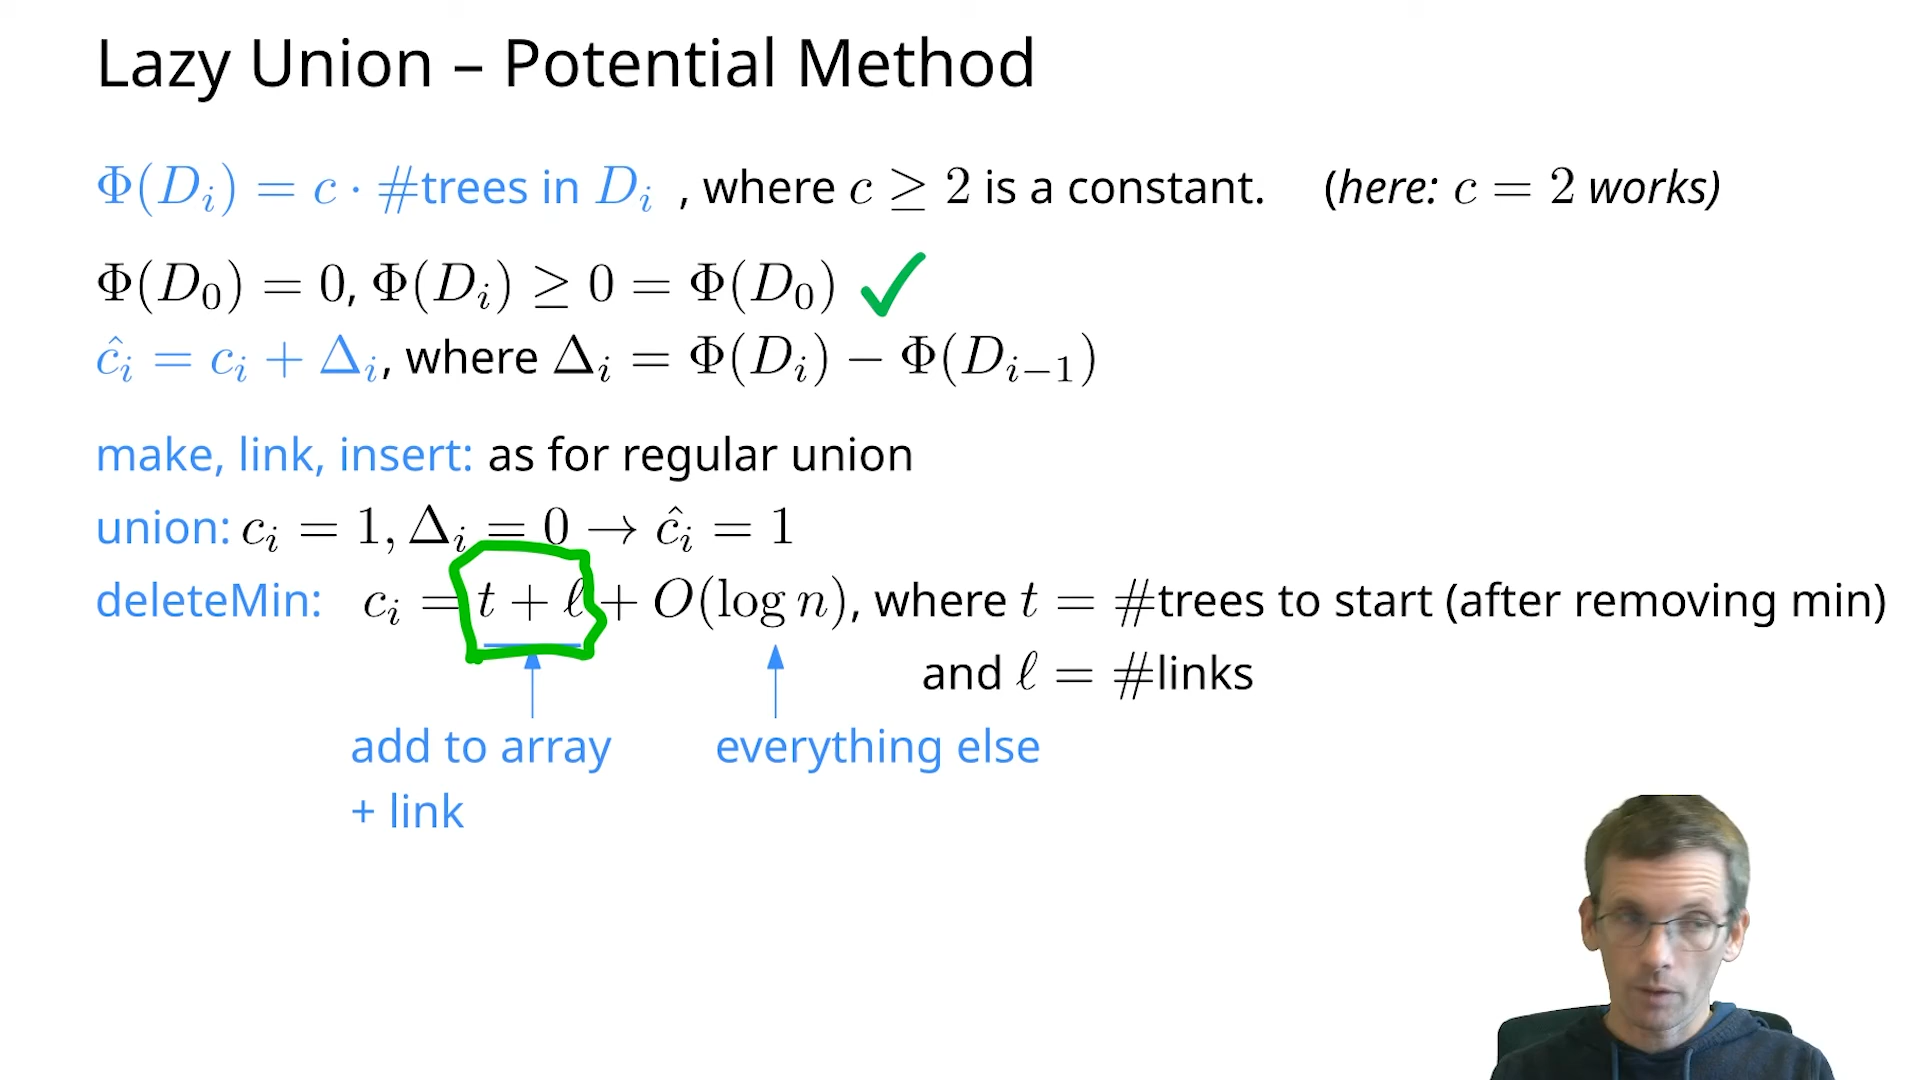 Lazy Union – Potential Method
Φ(D_i) = c · #trees in D_i , where c ≥ 2 is a constant. (here: c = 2 works)
Φ(D_0) = 0, Φ(D_i) ≥ 0 = Φ(D_0) ✓
ĉ_i = c_i + Δ_i, where Δ_i = Φ(D_i) − Φ(D_{i−1})
make, link, insert: as for regular union
union: c_i = 1, Δ_i = 0 → ĉ_i = 1
deleteMin: c_i = t + ℓ + O(log n), where t = #trees to start (after removing min)
and ℓ = #links
add to array everything else
+ link